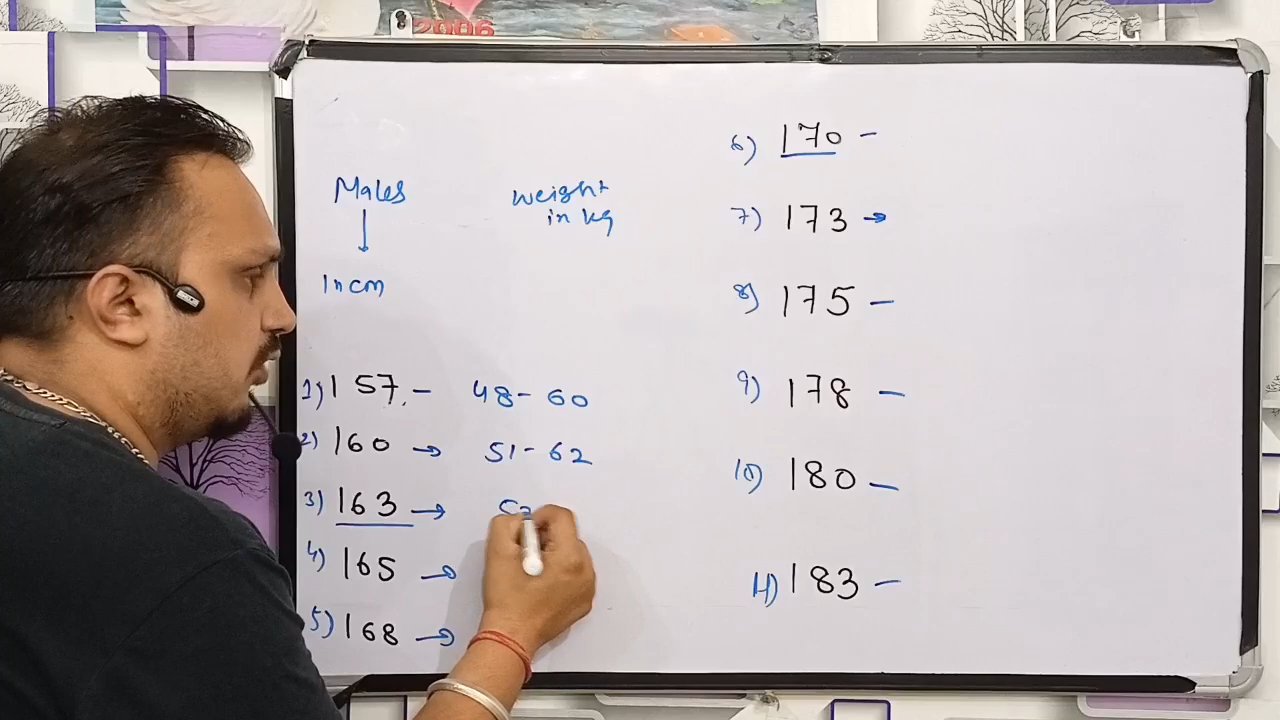 2006
Males
weight
in kg
In cm
1) 157 - 48 - 60
2) 160 → 51 - 62
3) 163 →
4) 165 →
5) 168 →
6) 170 -
7) 173 →
8) 175 -
9) 178 -
10) 180 -
11) 183 -